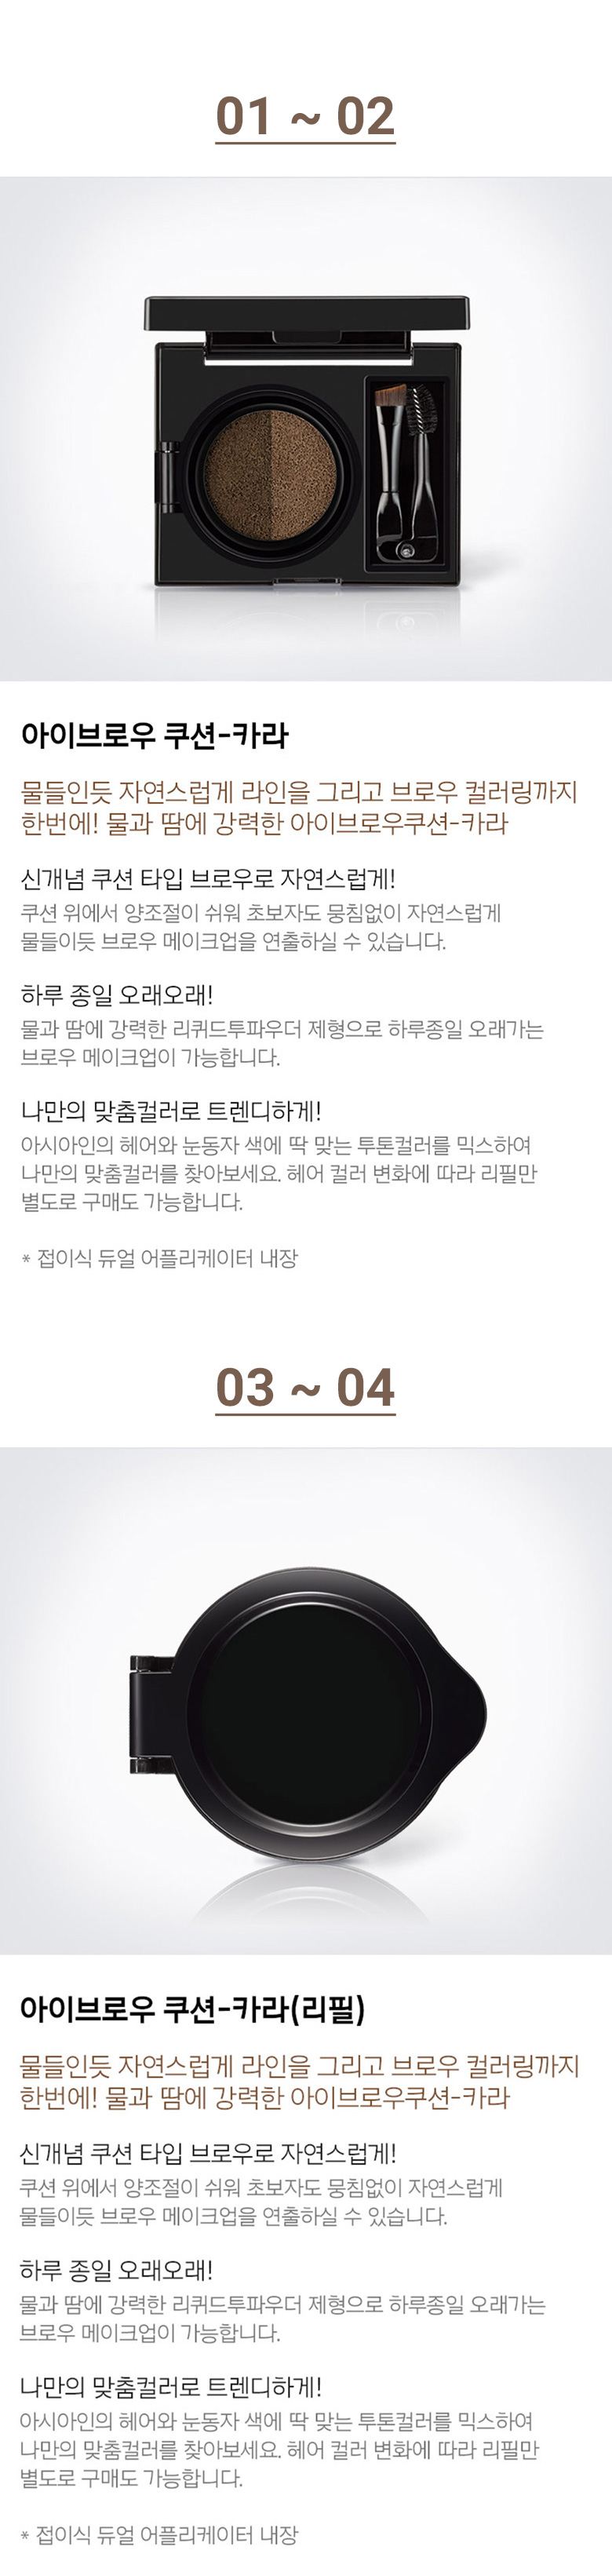 01 ~ 02
아이브로우 쿠션-카라
물들인듯 자연스럽게 라인을 그리고 브로우 컬러링까지
한번에! 물과 땀에 강력한 아이브로우쿠션-카라
신개념 쿠션 타입 브로우로 자연스럽게!
쿠션 위에서 양조절이 쉬워 초보자도 뭉침없이 자연스럽게
물들이듯 브로우 메이크업을 연출하실 수 있습니다.
하루 종일 오래오래!
물과 땀에 강력한 리퀴드투파우더 제형으로 하루종일 오래가는
브로우 메이크업이 가능합니다.
나만의 맞춤컬러로 트렌디하게!
아시아인의 헤어와 눈동자 색에 딱 맞는 투톤컬러를 믹스하여
나만의 맞춤컬러를 찾아보세요. 헤어 컬러 변화에 따라 리필만
별도로 구매도 가능합니다.
* 접이식 듀얼 어플리케이터 내장
03 ~ 04
아이브로우 쿠션-카라(리필)
물들인듯 자연스럽게 라인을 그리고 브로우 컬러링까지
한번에! 물과 땀에 강력한 아이브로우쿠션-카라
신개념 쿠션 타입 브로우로 자연스럽게!
쿠션 위에서 양조절이 쉬워 초보자도 뭉침없이 자연스럽게
물들이듯 브로우 메이크업을 연출하실 수 있습니다.
하루 종일 오래오래!
물과 땀에 강력한 리퀴드투파우더 제형으로 하루종일 오래가는
브로우 메이크업이 가능합니다.
나만의 맞춤컬러로 트렌디하게!
아시아인의 헤어와 눈동자 색에 딱 맞는 투톤컬러를 믹스하여
나만의 맞춤컬러를 찾아보세요. 헤어 컬러 변화에 따라 리필만
별도로 구매도 가능합니다.
* 접이식 듀얼 어플리케이터 내장